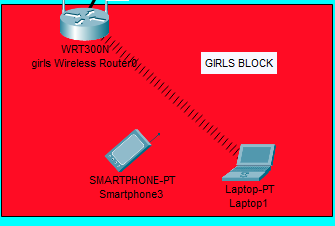 WRT300N
girls Wireless Router0
GIRLS BLOCK
SMARTPHONE-PT
Smartphone3
Laptop-PT
Laptop1